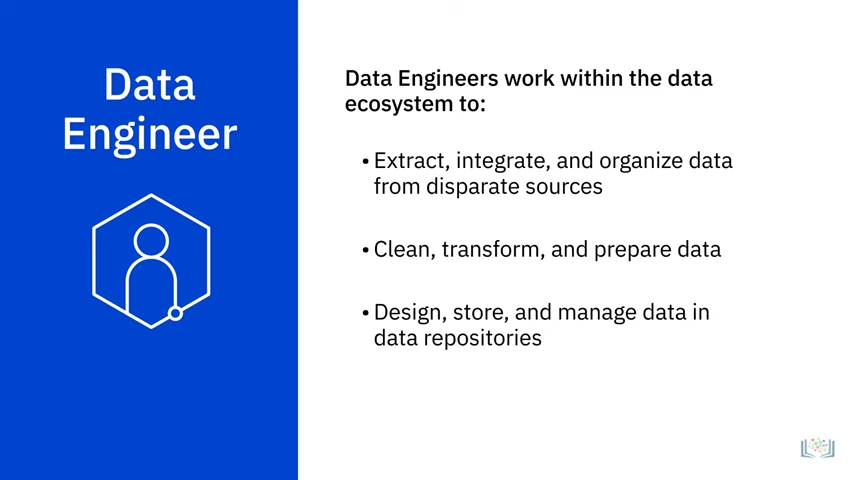 Data
Engineer
Data Engineers work within the data
ecosystem to:
• Extract, integrate, and organize data
from disparate sources
• Clean, transform, and prepare data
• Design, store, and manage data in
data repositories